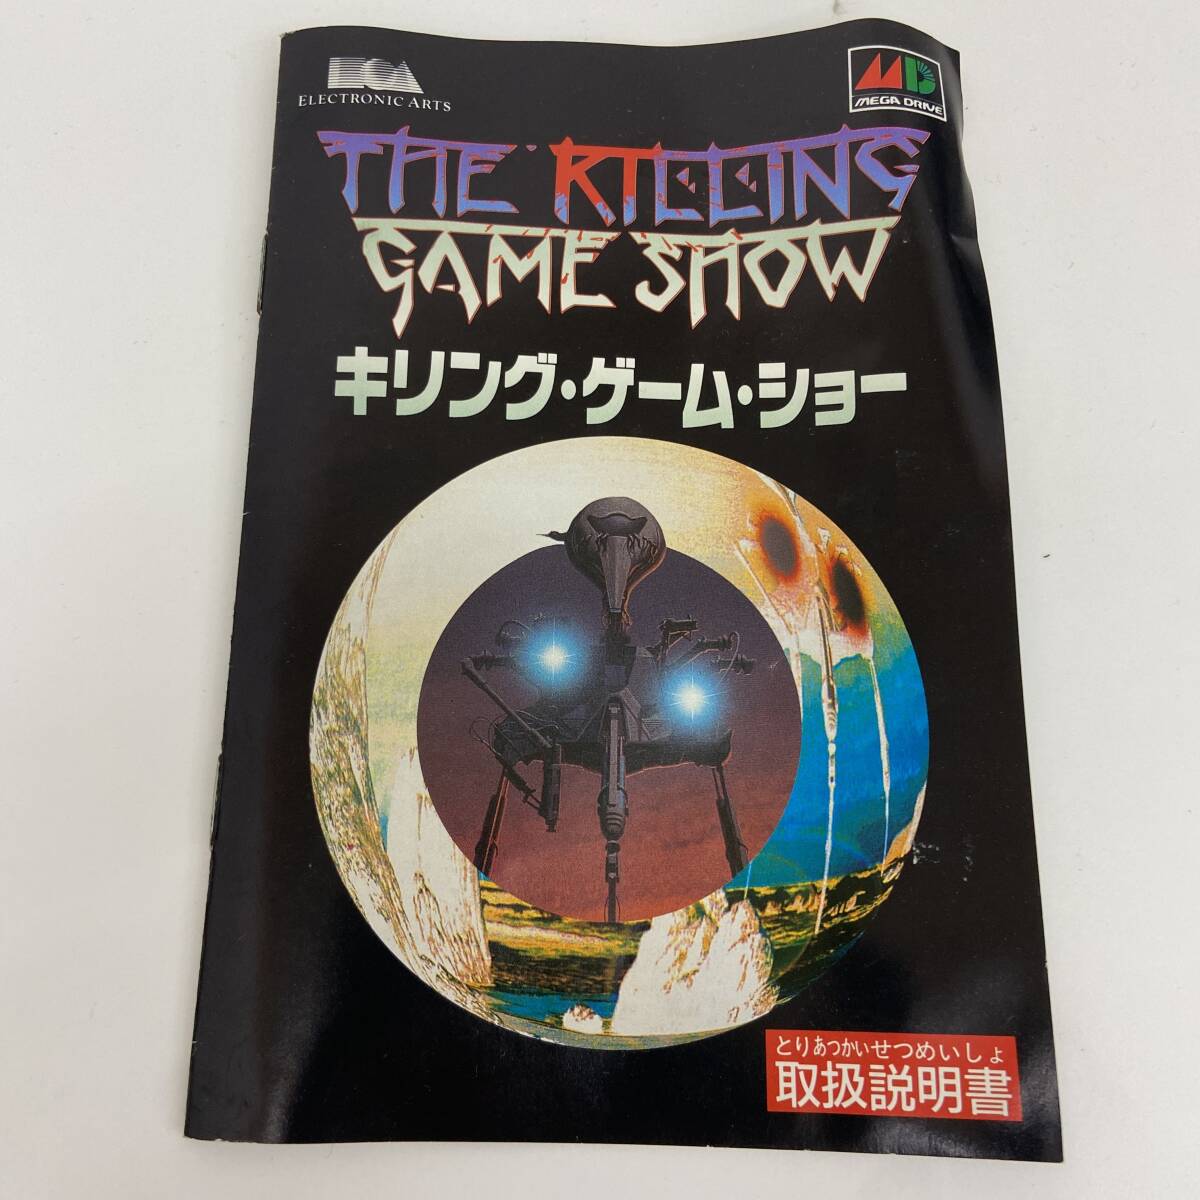 ELECTRONIC ARTS
MD
MEGA DRIVE
THE KILLING
GAME SHOW
キリング・ゲーム・ショー
とりあつかいせつめいしょ
取扱説明書